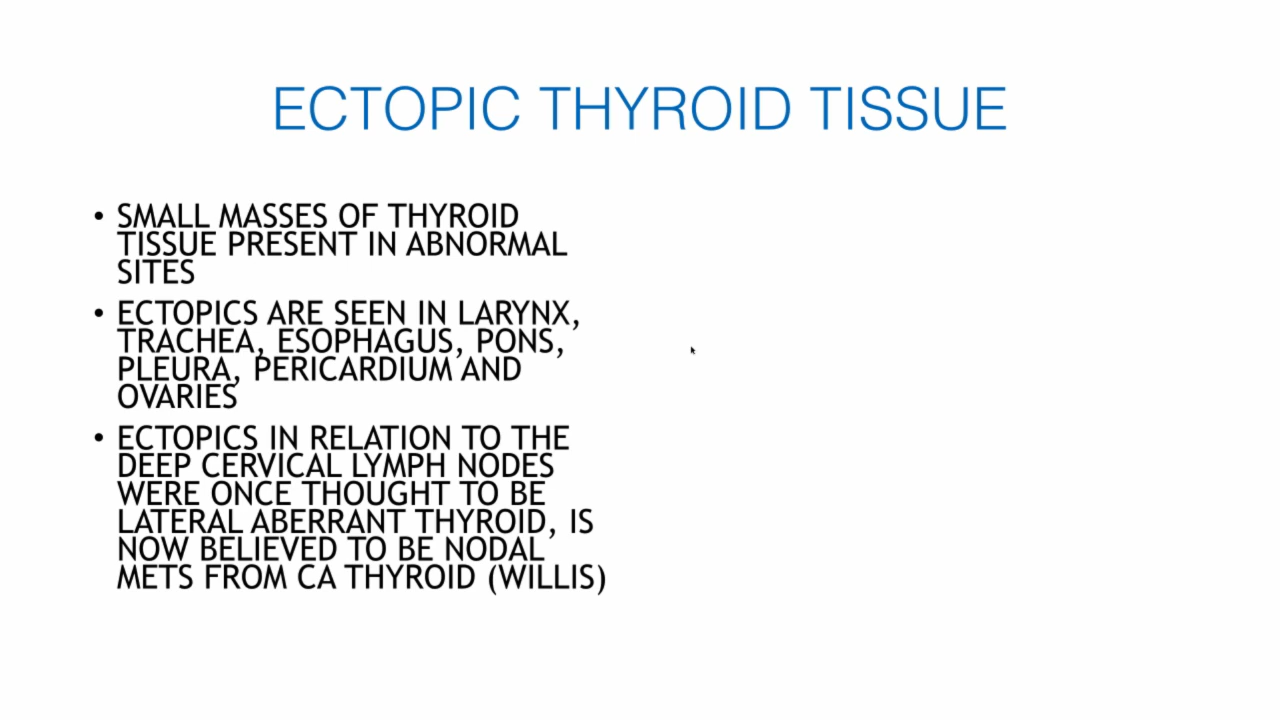 ECTOPIC THYROID TISSUE
• SMALL MASSES OF THYROID
TISSUE PRESENT IN ABNORMAL
SITES
• ECTOPICS ARE SEEN IN LARYNX,
TRACHEA, ESOPHAGUS, PONS,
PLEURA, PERICARDIUM AND
OVARIES
• ECTOPICS IN RELATION TO THE
DEEP CERVICAL LYMPH NODES
WERE ONCE THOUGHT TO BE
LATERAL ABERRANT THYROID, IS
NOW BELIEVED TO BE NODAL
METS FROM CA THYROID (WILLIS)